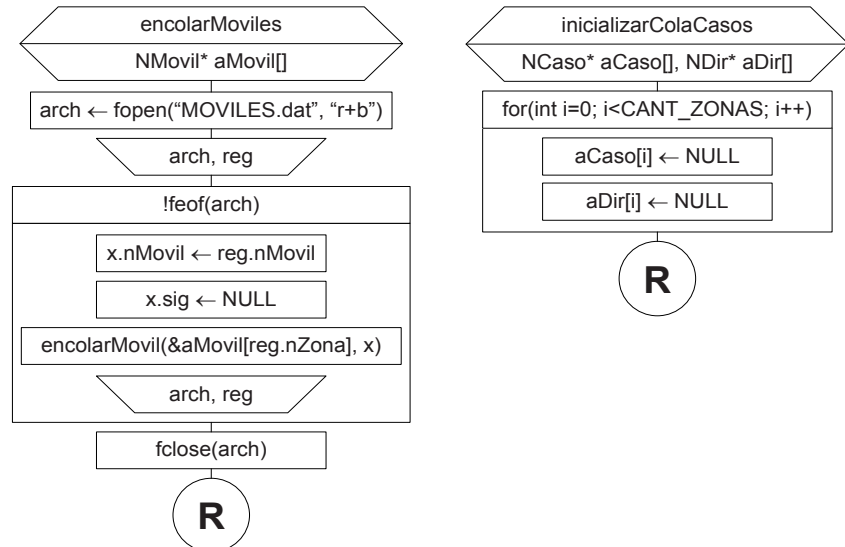 encolarMoviles
NMovil* aMovil[]
arch ← fopen(“MOVILES.dat”, “r+b”)
arch, reg
!feof(arch)
x.nMovil ← reg.nMovil
x.sig ← NULL
encolarMovil(&aMovil[reg.nZona], x)
arch, reg
fclose(arch)
R
inicializarColaCasos
NCaso* aCaso[], NDir* aDir[]
for(int i=0; i<CANT_ZONAS; i++)
aCaso[i] ← NULL
aDir[i] ← NULL
R